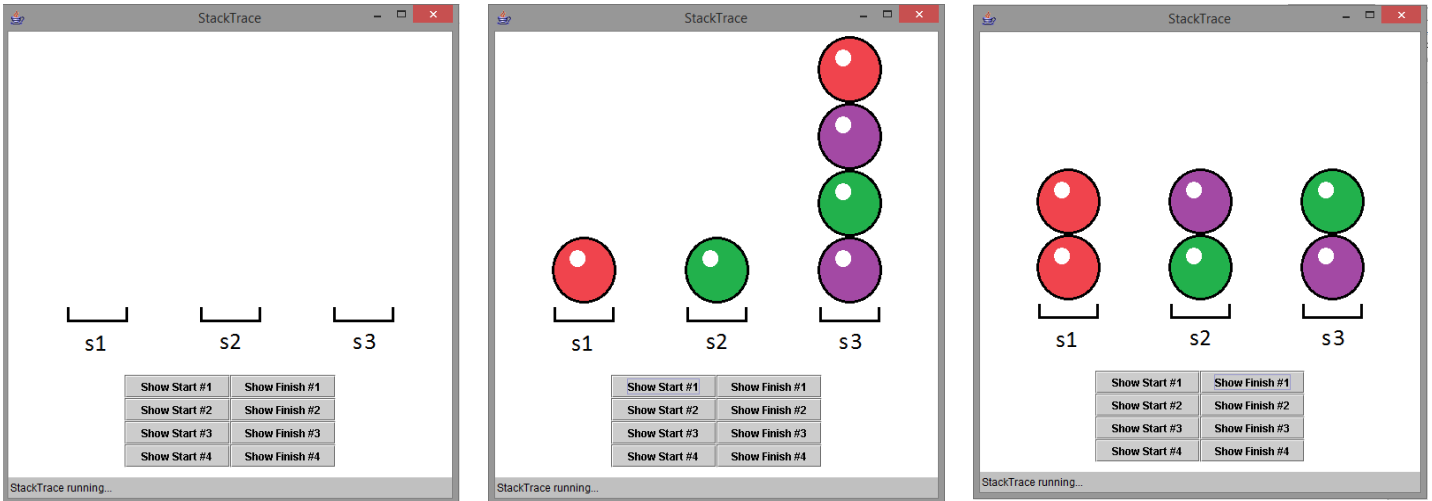 StackTrace
s1 s2 s3
Show Start #1 Show Finish #1
Show Start #2 Show Finish #2
Show Start #3 Show Finish #3
Show Start #4 Show Finish #4
StackTrace running...
StackTrace
s1 s2 s3
Show Start #1 Show Finish #1
Show Start #2 Show Finish #2
Show Start #3 Show Finish #3
Show Start #4 Show Finish #4
StackTrace running...
StackTrace
s1 s2 s3
Show Start #1 Show Finish #1
Show Start #2 Show Finish #2
Show Start #3 Show Finish #3
Show Start #4 Show Finish #4
StackTrace running...